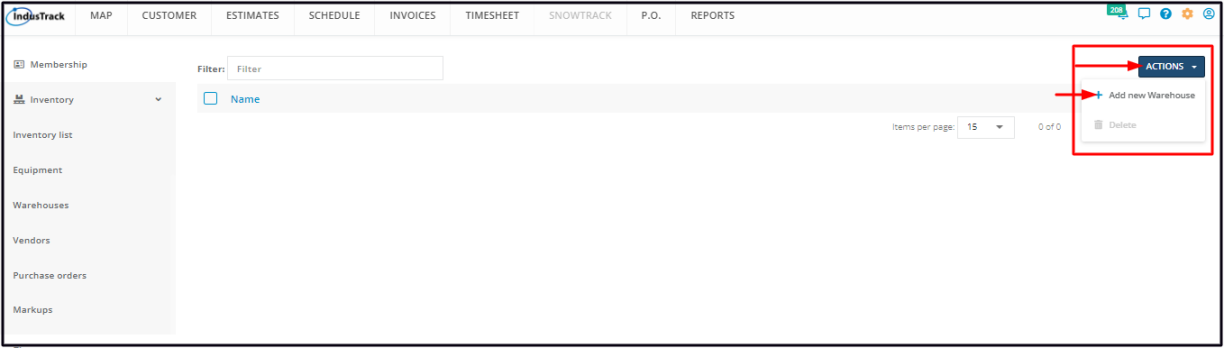 IndusTrack MAP CUSTOMER ESTIMATES SCHEDULE INVOICES TIMESHEET SNOWTRACK P.O. REPORTS 208
Membership
Filter: Filter
ACTIONS
Inventory
Name
Add new Warehouse
Items per page: 15 0 of 0
Delete
Inventory list
Equipment
Warehouses
Vendors
Purchase orders
Markups